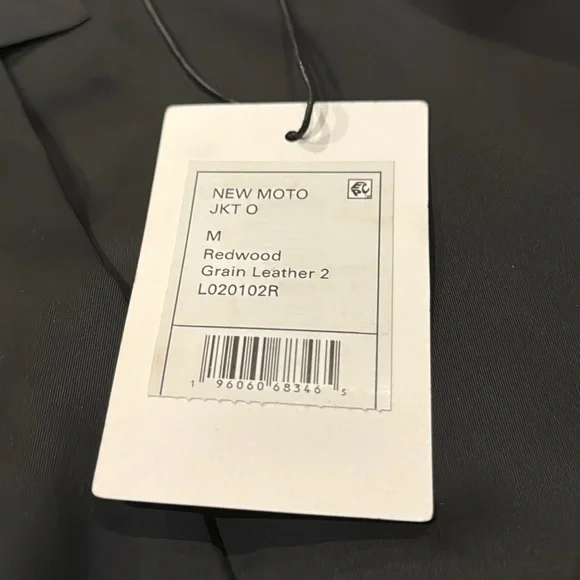 NEW MOTO
JKT O
M
Redwood
Grain Leather 2
L020102R
1 96060 68346 5